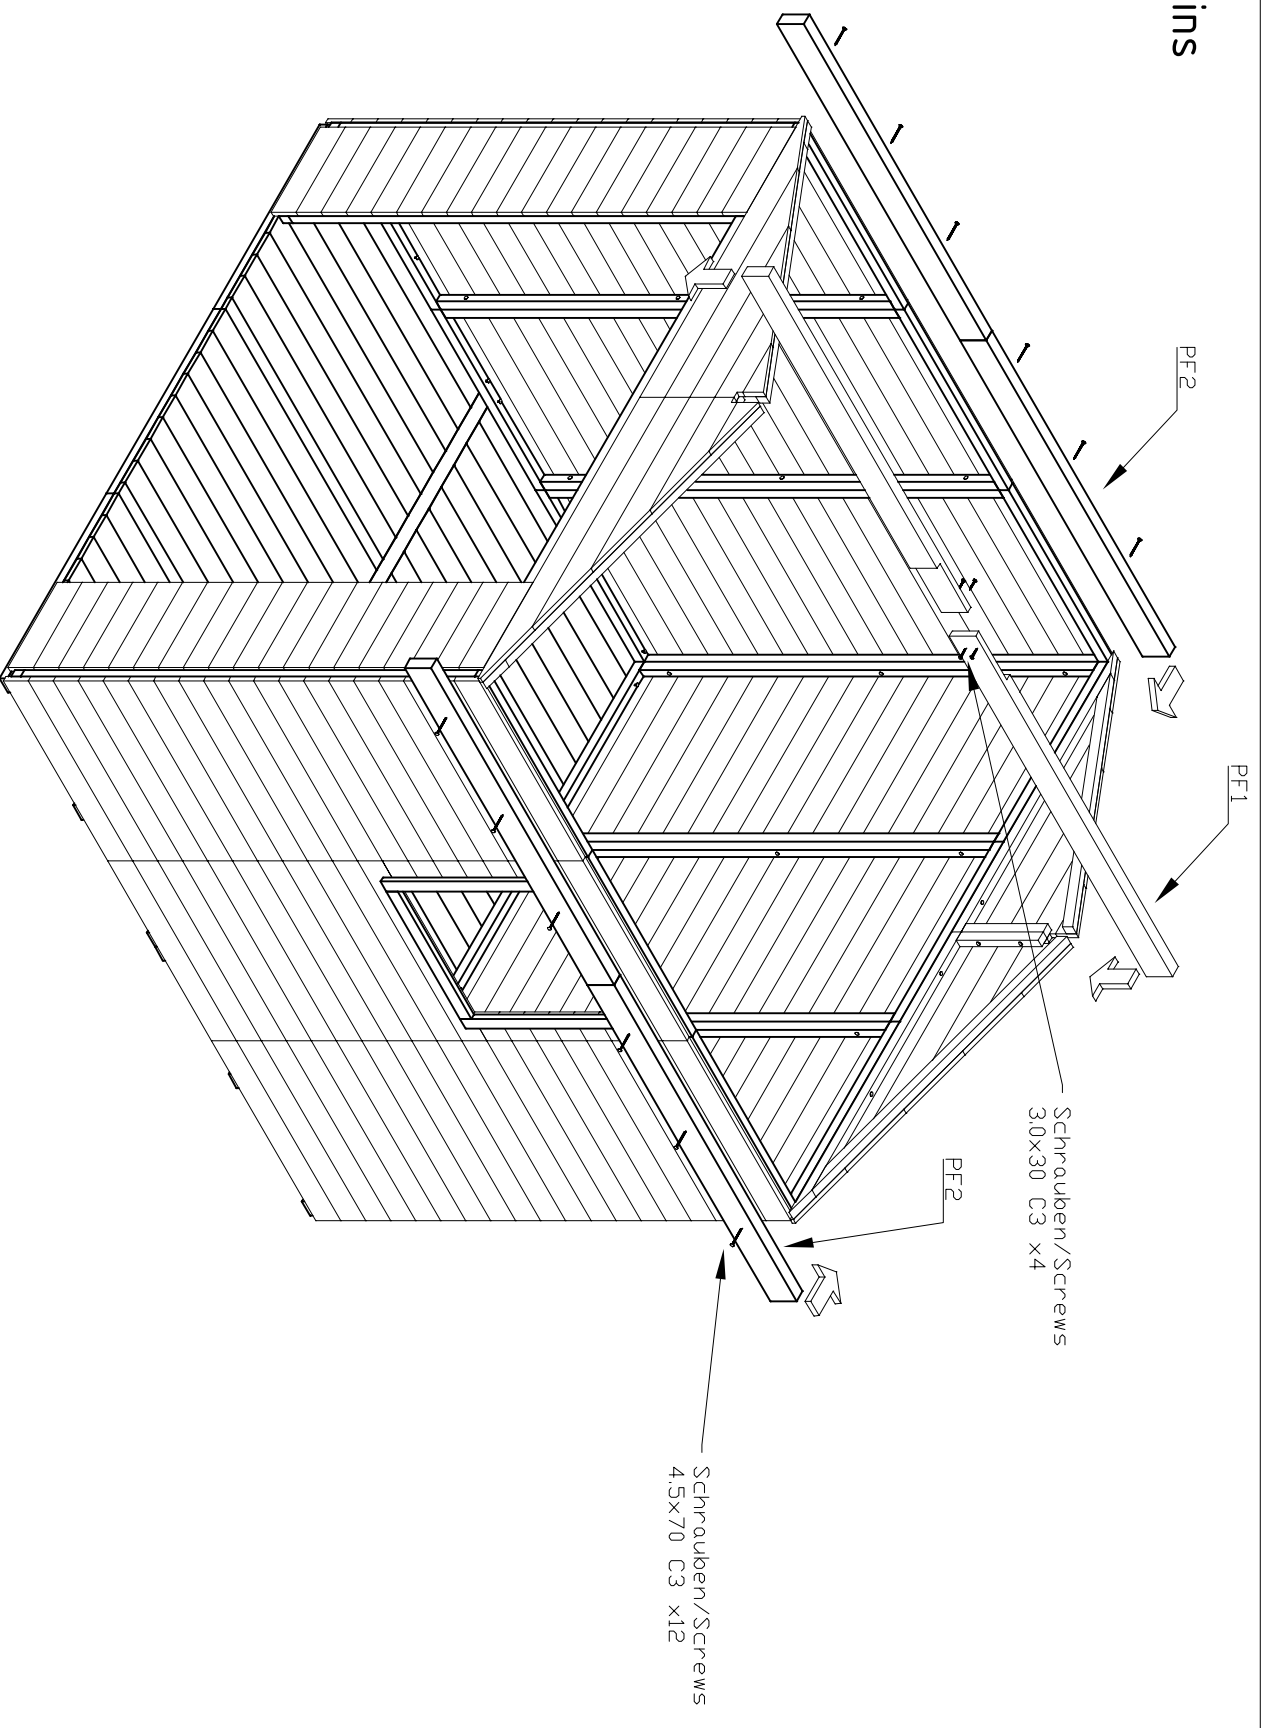 ins
PF2
PF1
Schrauben/Screws
3,0x30 C3 x4
PF2
Schrauben/Screws
4,5x70 C3 x12